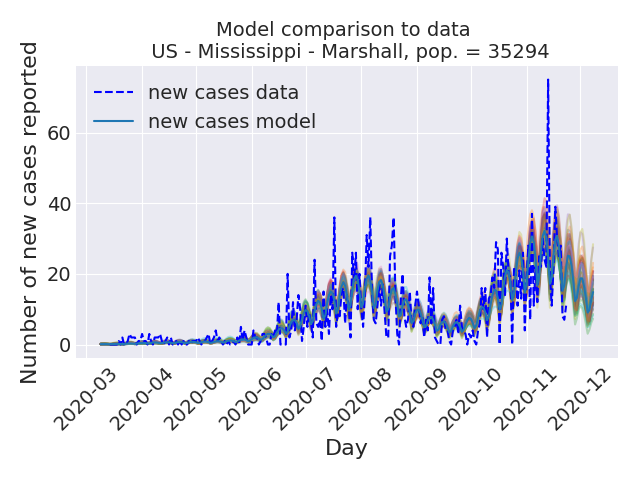 Model comparison to data
US - Mississippi - Marshall, pop. = 35294
Number of new cases reported
60
40
20
0
new cases data
new cases model
2020-03
2020-04
2020-05
2020-06
2020-07
2020-08
2020-09
2020-10
2020-11
2020-12
Day